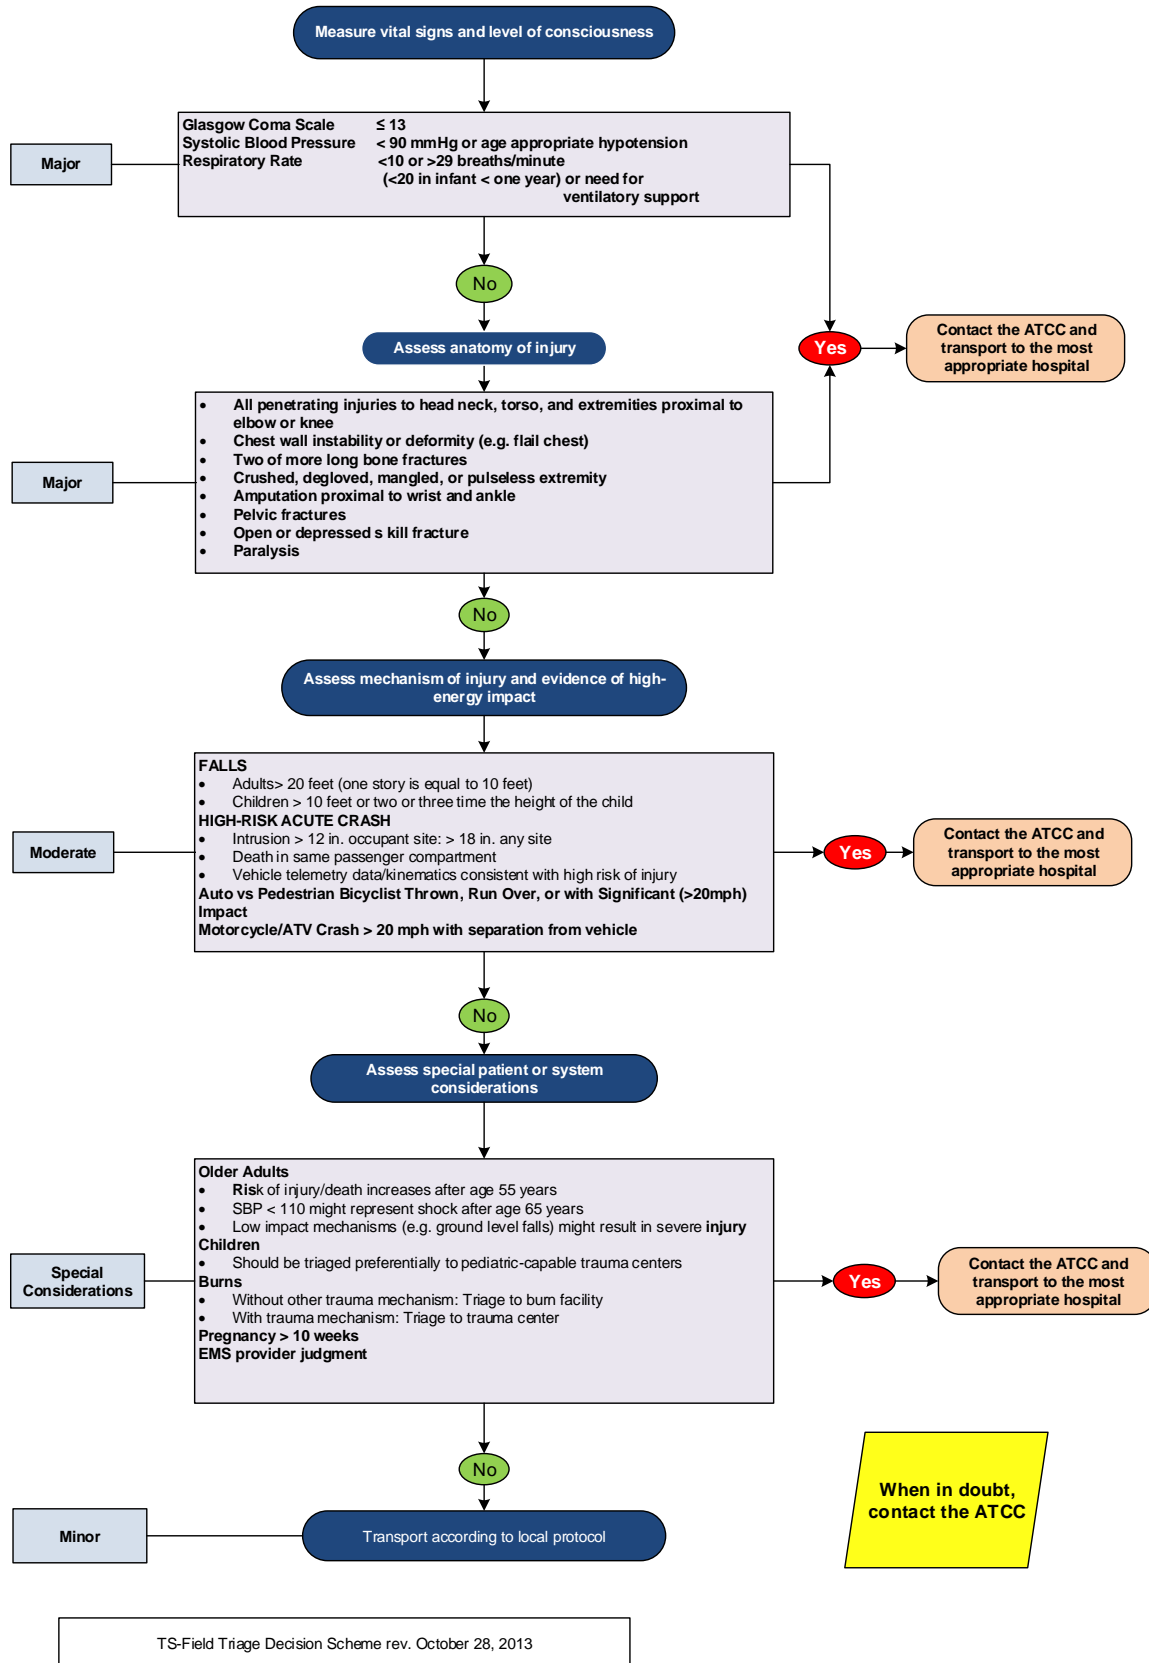 Measure vital signs and level of consciousness
Glasgow Coma Scale ≤ 13
Systolic Blood Pressure < 90 mmHg or age appropriate hypotension
Respiratory Rate <10 or >29 breaths/minute
(<20 in infant < one year) or need for
ventilatory support
Major
No
Assess anatomy of injury
Yes
Contact the ATCC and
transport to the most
appropriate hospital
• All penetrating injuries to head neck, torso, and extremities proximal to
elbow or knee
• Chest wall instability or deformity (e.g. flail chest)
• Two of more long bone fractures
• Crushed, degloved, mangled, or pulseless extremity
• Amputation proximal to wrist and ankle
• Pelvic fractures
• Open or depressed s kill fracture
• Paralysis
Major
No
Assess mechanism of injury and evidence of high-
energy impact
FALLS
• Adults> 20 feet (one story is equal to 10 feet)
• Children > 10 feet or two or three time the height of the child
HIGH-RISK ACUTE CRASH
• Intrusion > 12 in. occupant site: > 18 in. any site
• Death in same passenger compartment
• Vehicle telemetry data/kinematics consistent with high risk of injury
Auto vs Pedestrian Bicyclist Thrown, Run Over, or with Significant (>20mph)
Impact
Motorcycle/ATV Crash > 20 mph with separation from vehicle
Moderate
Yes
Contact the ATCC and
transport to the most
appropriate hospital
No
Assess special patient or system
considerations
Older Adults
• Risk of injury/death increases after age 55 years
• SBP < 110 might represent shock after age 65 years
• Low impact mechanisms (e.g. ground level falls) might result in severe injury
Children
• Should be triaged preferentially to pediatric-capable trauma centers
Burns
• Without other trauma mechanism: Triage to burn facility
• With trauma mechanism: Triage to trauma center
Pregnancy > 10 weeks
EMS provider judgment
Special
Considerations
Yes
Contact the ATCC and
transport to the most
appropriate hospital
No
When in doubt,
contact the ATCC
Minor
Transport according to local protocol
TS-Field Triage Decision Scheme rev. October 28, 2013